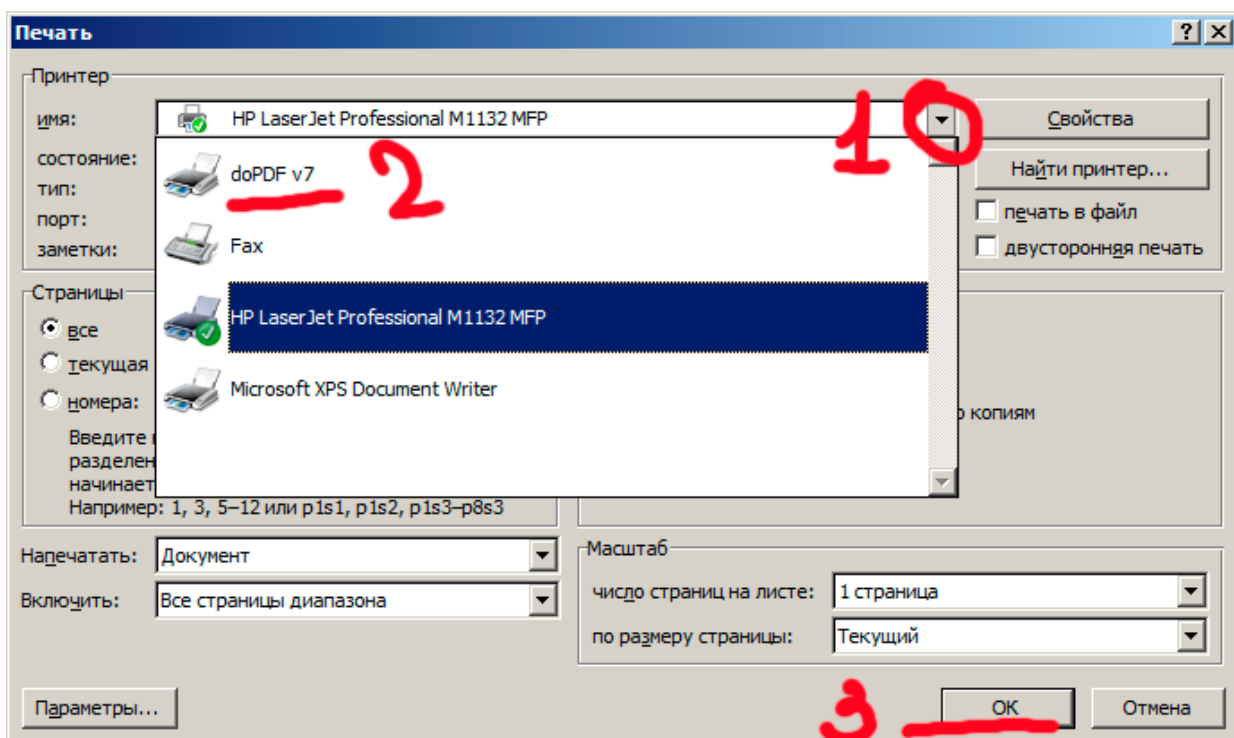 Печать
Принтер
имя: HP LaserJet Professional M1132 MFP 1 Свойства
состояние: doPDF v7 2 Найти принтер...
тип:
порт: печать в файл
заметки: Fax двусторонняя печать
Страницы
все HP LaserJet Professional M1132 MFP
текущая
номера: Microsoft XPS Document Writer
копиям
Введите
разделен
начинает
Например: 1, 3, 5–12 или p1s1, p1s2, p1s3–p8s3
Напечатать: Документ
Включить: Все страницы диапазона
Масштаб
число страниц на листе: 1 страница
по размеру страницы: Текущий
Параметры... 3 ОК Отмена